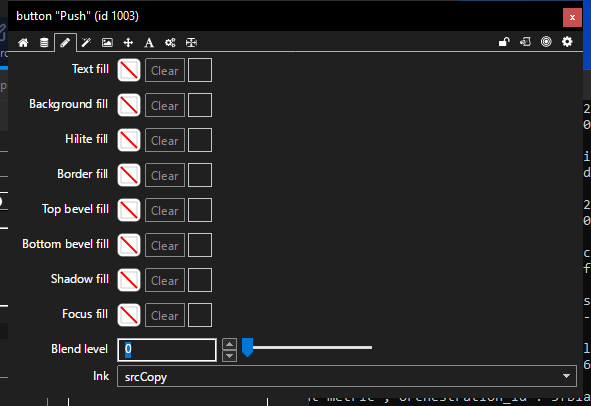 button "Push" (id 1003)
Text fill Clear
Background fill Clear
Hilite fill Clear
Border fill Clear
Top bevel fill Clear
Bottom bevel fill Clear
Shadow fill Clear
Focus fill Clear
Blend level 0
Ink srcCopy